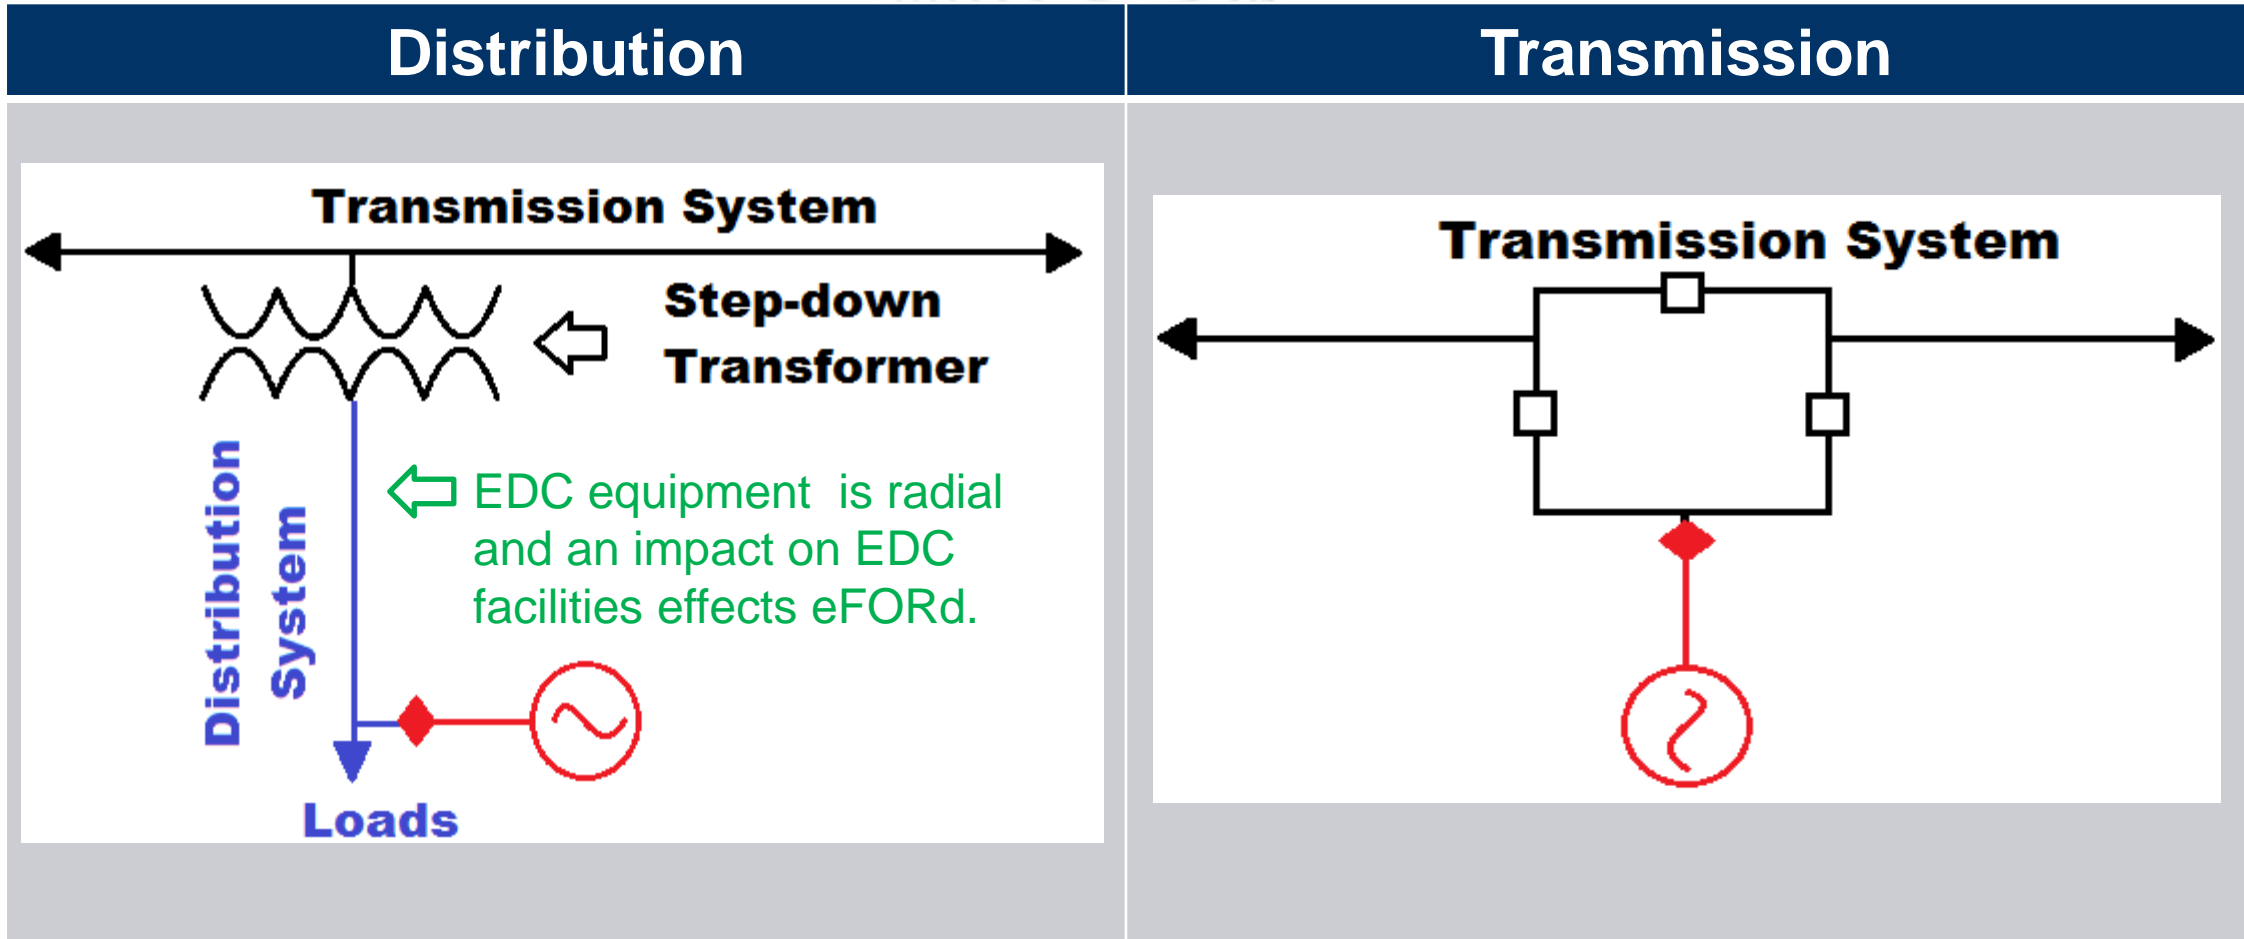 Distribution
Transmission
Transmission System
Step-down
Transformer
Distribution
System
EDC equipment  is radial
and an impact on EDC
facilities effects eFORd.
Loads
Transmission System